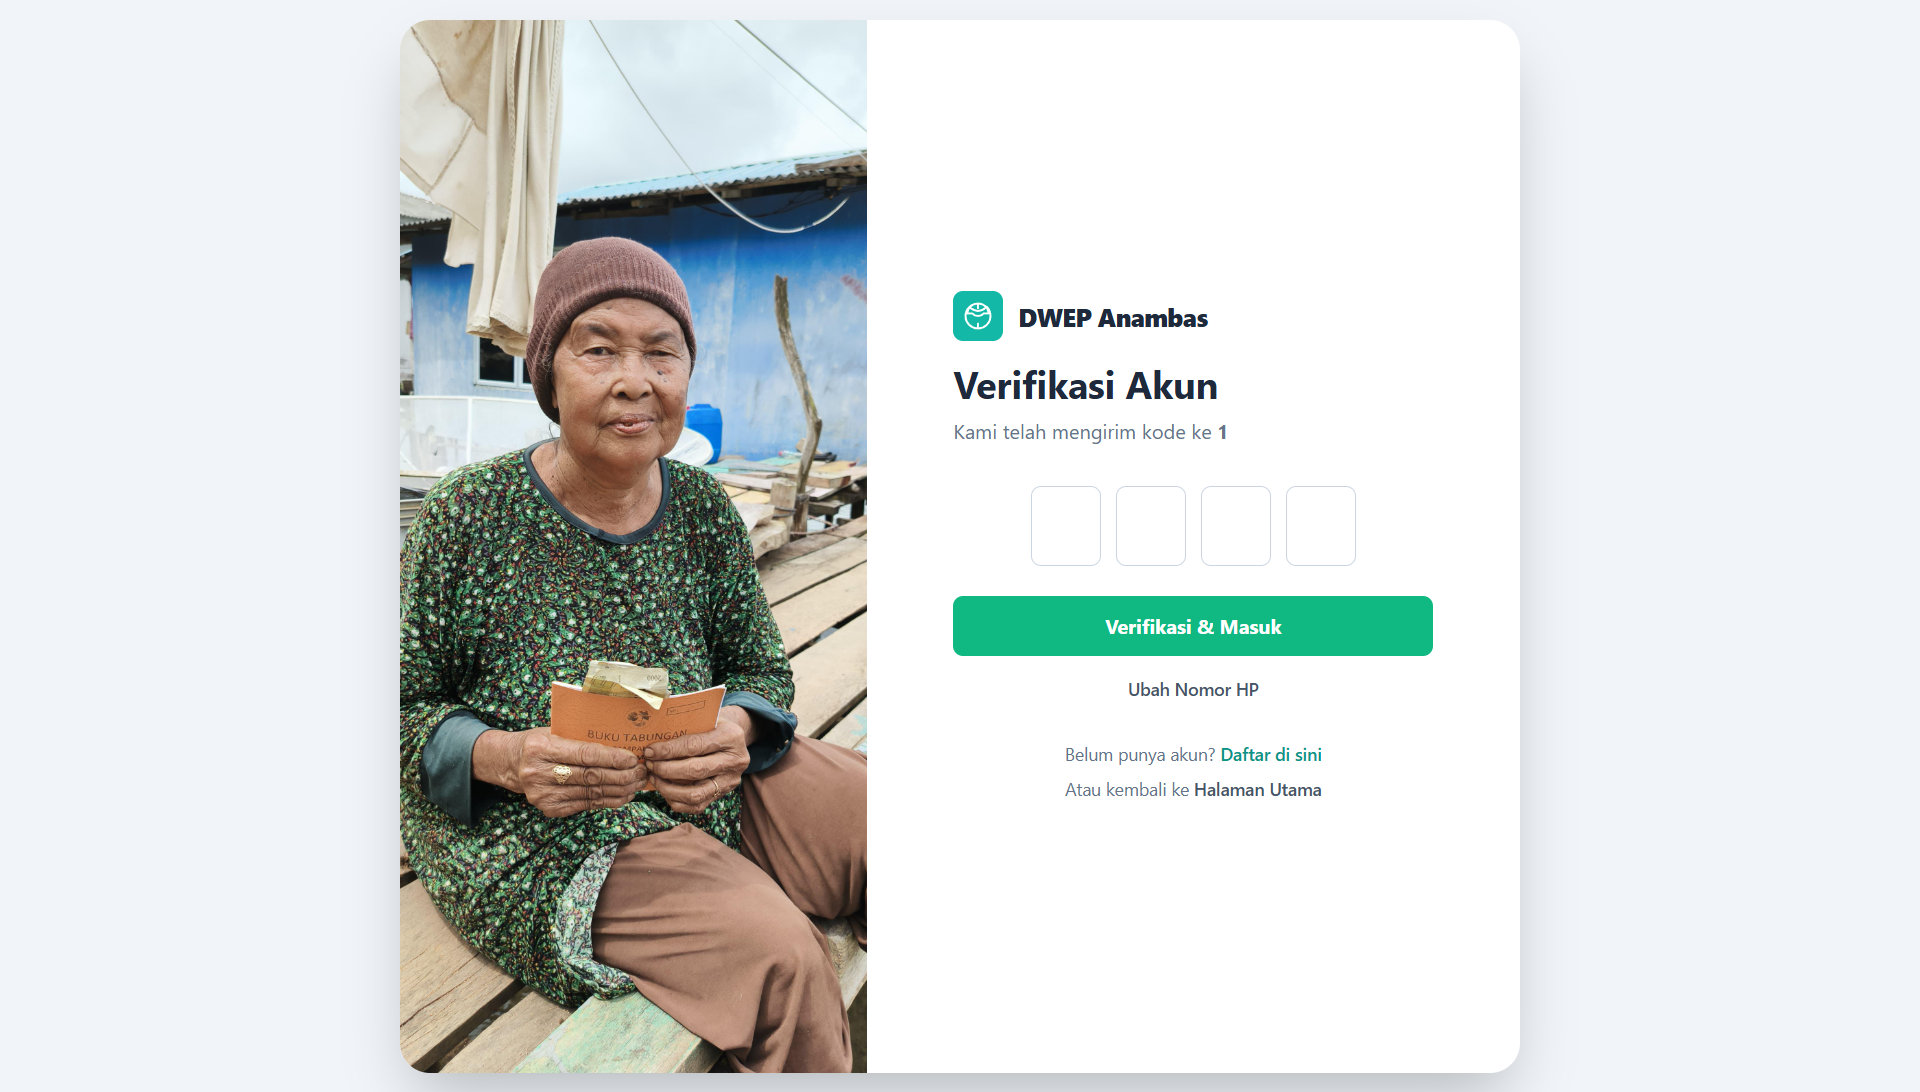 DWEP Anambas
Verifikasi Akun
Kami telah mengirim kode ke 1
Verifikasi & Masuk
Ubah Nomor HP
Belum punya akun? Daftar di sini
Atau kembali ke Halaman Utama
BUKU TABUNGAN